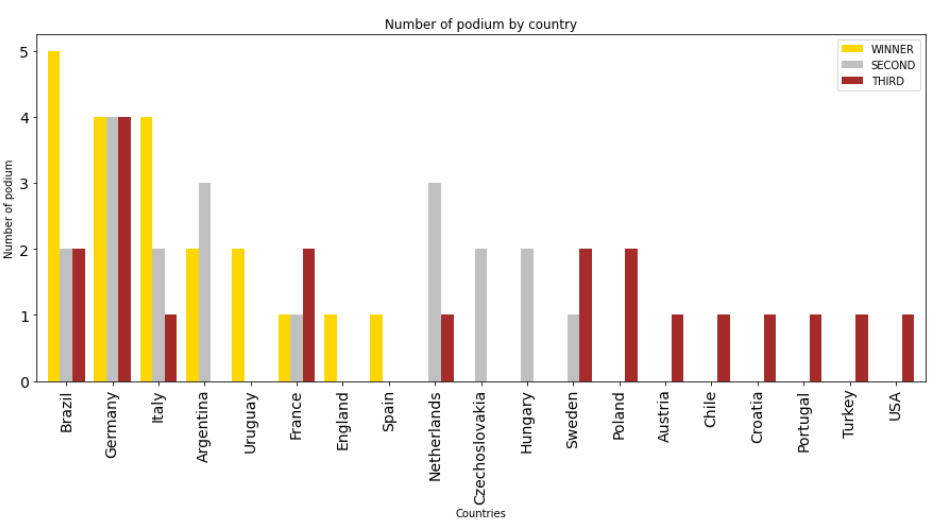 Number of podium by country
WINNER
SECOND
THIRD
Number of podium
5
4
3
2
1
0
Brazil
Germany
Italy
Argentina
Uruguay
France
England
Spain
Netherlands
Czechoslovakia
Hungary
Sweden
Poland
Austria
Chile
Croatia
Portugal
Turkey
USA
Countries